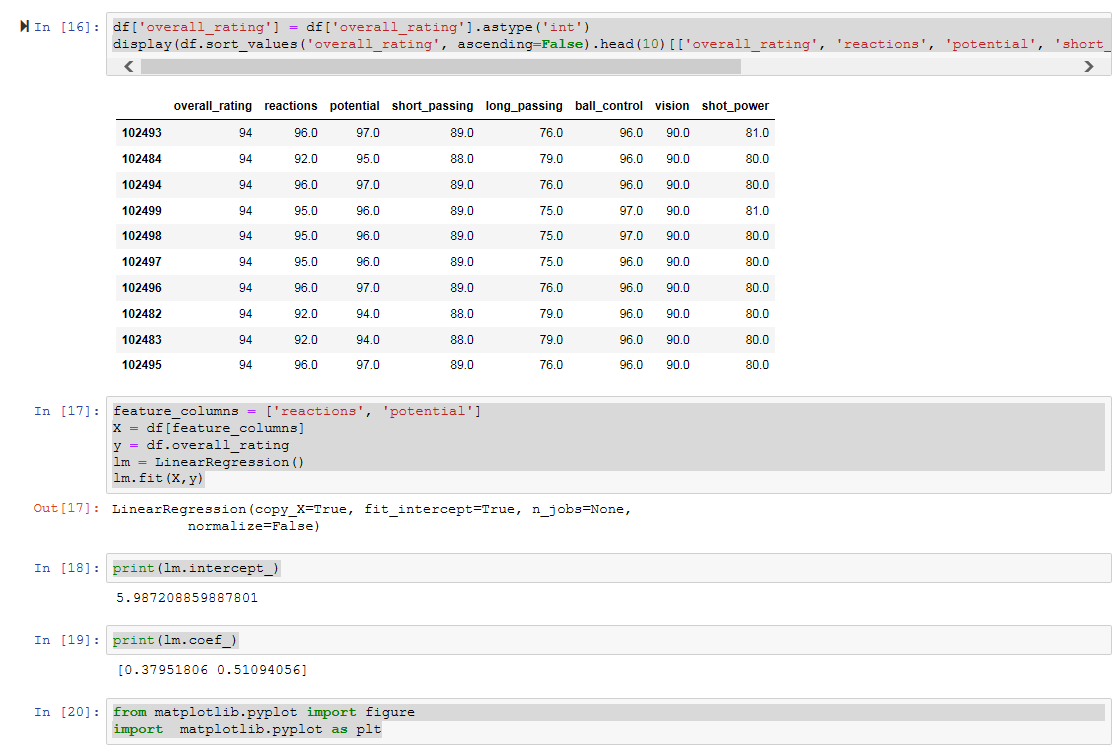 In [16]: df['overall_rating'] = df['overall_rating'].astype('int')
display(df.sort_values('overall_rating', ascending=False).head(10)[['overall_rating', 'reactions', 'potential', 'short_
overall_rating reactions potential short_passing long_passing ball_control vision shot_power
102493 94 96.0 97.0 89.0 76.0 96.0 90.0 81.0
102484 94 92.0 95.0 88.0 79.0 96.0 90.0 80.0
102494 94 96.0 97.0 89.0 76.0 96.0 90.0 80.0
102499 94 95.0 96.0 89.0 75.0 97.0 90.0 81.0
102498 94 95.0 96.0 89.0 75.0 97.0 90.0 80.0
102497 94 95.0 96.0 89.0 75.0 96.0 90.0 80.0
102496 94 96.0 97.0 89.0 76.0 96.0 90.0 80.0
102482 94 92.0 94.0 88.0 79.0 96.0 90.0 80.0
102483 94 92.0 94.0 88.0 79.0 96.0 90.0 80.0
102495 94 96.0 97.0 89.0 76.0 96.0 90.0 80.0
In [17]: feature_columns = ['reactions', 'potential']
X = df[feature_columns]
y = df.overall_rating
lm = LinearRegression()
lm.fit(X,y)
Out[17]: LinearRegression(copy_X=True, fit_intercept=True, n_jobs=None,
normalize=False)
In [18]: print(lm.intercept_)
5.987208859887801
In [19]: print(lm.coef_)
[0.37951806 0.51094056]
In [20]: from matplotlib.pyplot import figure
import  matplotlib.pyplot as plt